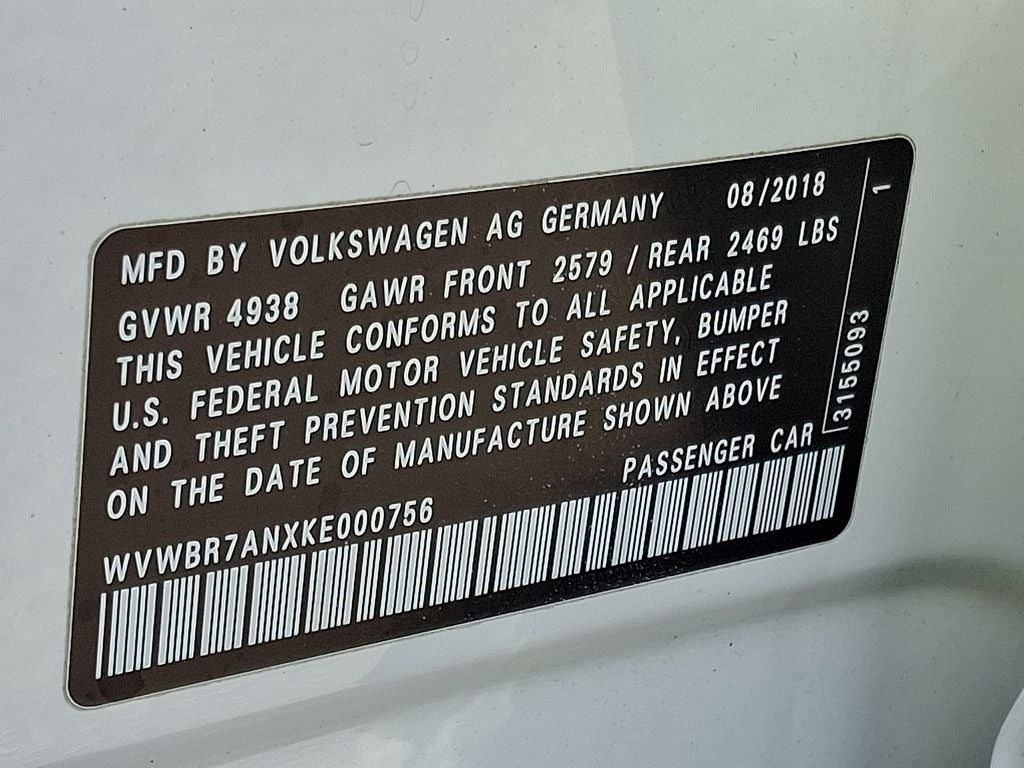 MFD BY VOLKSWAGEN AG GERMANY 08/2018
GVWR 4938 GAWR FRONT 2579 / REAR 2469 LBS
THIS VEHICLE CONFORMS TO ALL APPLICABLE
U.S. FEDERAL MOTOR VEHICLE SAFETY, BUMPER
AND THEFT PREVENTION STANDARDS IN EFFECT
ON THE DATE OF MANUFACTURE SHOWN ABOVE
PASSENGER CAR
WVWBR7ANXKE000756
3155093
1